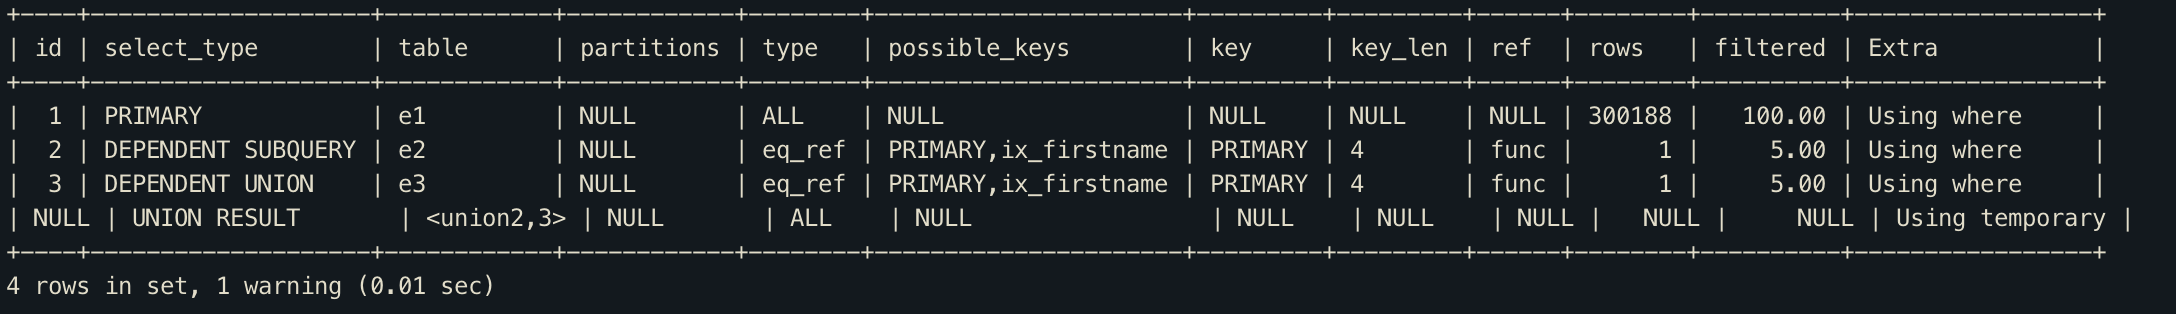 +----+--------------------+------------+------------+--------+----------------------+---------+---------+------+--------+----------+-----------------+
| id | select_type        | table      | partitions | type   | possible_keys        | key     | key_len | ref  | rows   | filtered | Extra           |
+----+--------------------+------------+------------+--------+----------------------+---------+---------+------+--------+----------+-----------------+
|  1 | PRIMARY            | e1         | NULL       | ALL    | NULL                 | NULL    | NULL    | NULL | 300188 |   100.00 | Using where     |
|  2 | DEPENDENT SUBQUERY | e2         | NULL       | eq_ref | PRIMARY,ix_firstname | PRIMARY | 4       | func |      1 |     5.00 | Using where     |
|  3 | DEPENDENT UNION    | e3         | NULL       | eq_ref | PRIMARY,ix_firstname | PRIMARY | 4       | func |      1 |     5.00 | Using where     |
| NULL | UNION RESULT       | <union2,3> | NULL       | ALL    | NULL                 | NULL    | NULL    | NULL |   NULL |     NULL | Using temporary |
+----+--------------------+------------+------------+--------+----------------------+---------+---------+------+--------+----------+-----------------+
4 rows in set, 1 warning (0.01 sec)